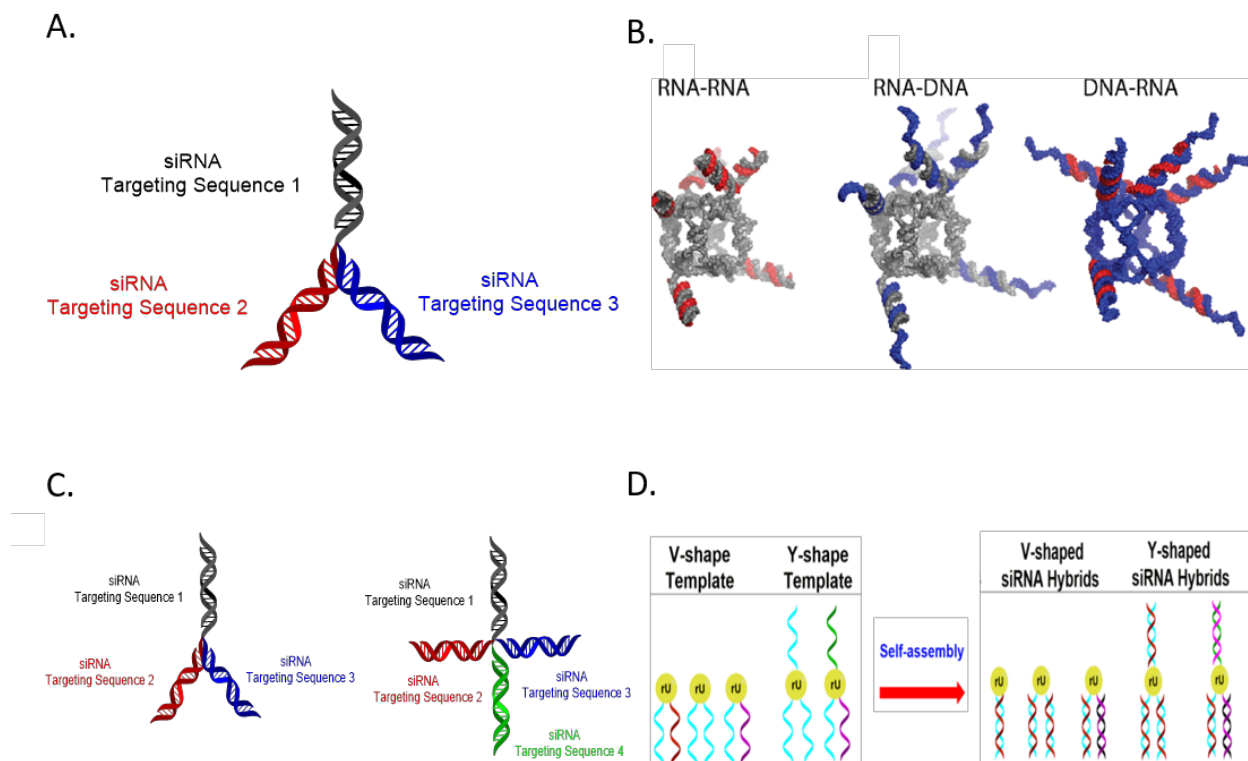 A.
siRNA
Targeting Sequence 1
siRNA
Targeting Sequence 2
siRNA
Targeting Sequence 3
B.
RNA-RNA
RNA-DNA
DNA-RNA
C.
siRNA
Targeting Sequence 1
siRNA
Targeting Sequence 2
siRNA
Targeting Sequence 3
siRNA
Targeting Sequence 1
siRNA
Targeting Sequence 2
siRNA
Targeting Sequence 3
siRNA
Targeting Sequence 4
D.
V-shape
Template
Y-shape
Template
rU rU rU rU rU
Self-assembly
V-shaped
siRNA Hybrids
Y-shaped
siRNA Hybrids
rU rU rU rU rU